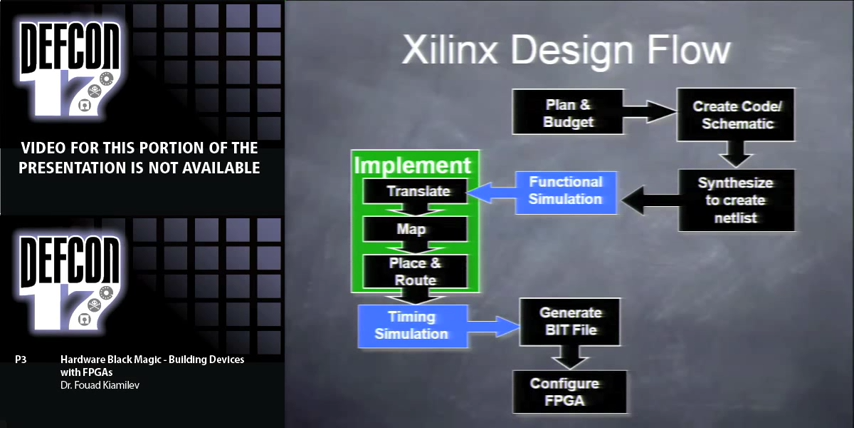 DEFCON
17
VIDEO FOR THIS PORTION OF THE
PRESENTATION IS NOT AVAILABLE
DEFCON
17
P3 Hardware Black Magic - Building Devices
with FPGAs
Dr. Fouad Kiamilev
Xilinx Design Flow
Plan &
Budget
Create Code/
Schematic
Synthesize
to create
netlist
Functional
Simulation
Implement
Translate
Map
Place &
Route
Timing
Simulation
Generate
BIT File
Configure
FPGA